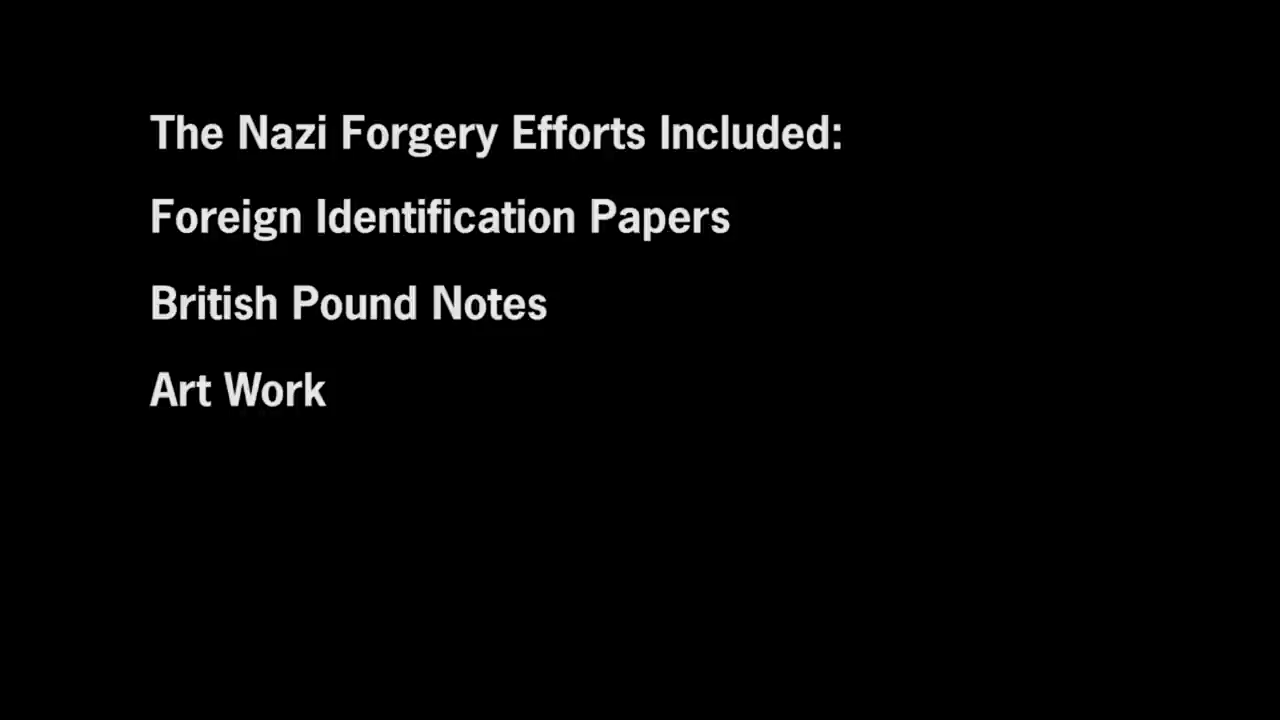 The Nazi Forgery Efforts Included:
Foreign Identification Papers
British Pound Notes
Art Work